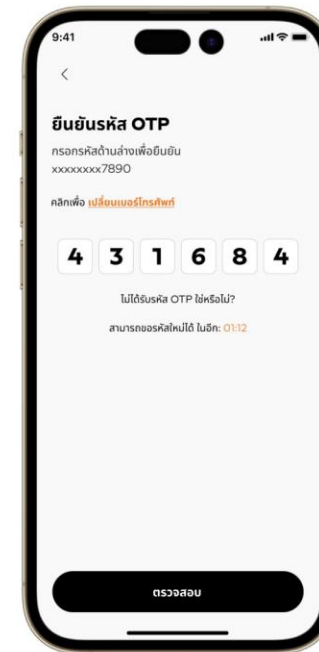 9:41
ยืนยันรหัส OTP
กรอกรหัสด้านล่างเพื่อยืนยัน
xxxxxxxx7890
คลิกเพื่อ เปลี่ยนเบอร์โทรศัพท์
4 3 1 6 8 4
ไม่ได้รับรหัส OTP ใช่หรือไม่?
สามารถขอรหัสใหม่ได้ ในอีก: 01:12
ตรวจสอบ